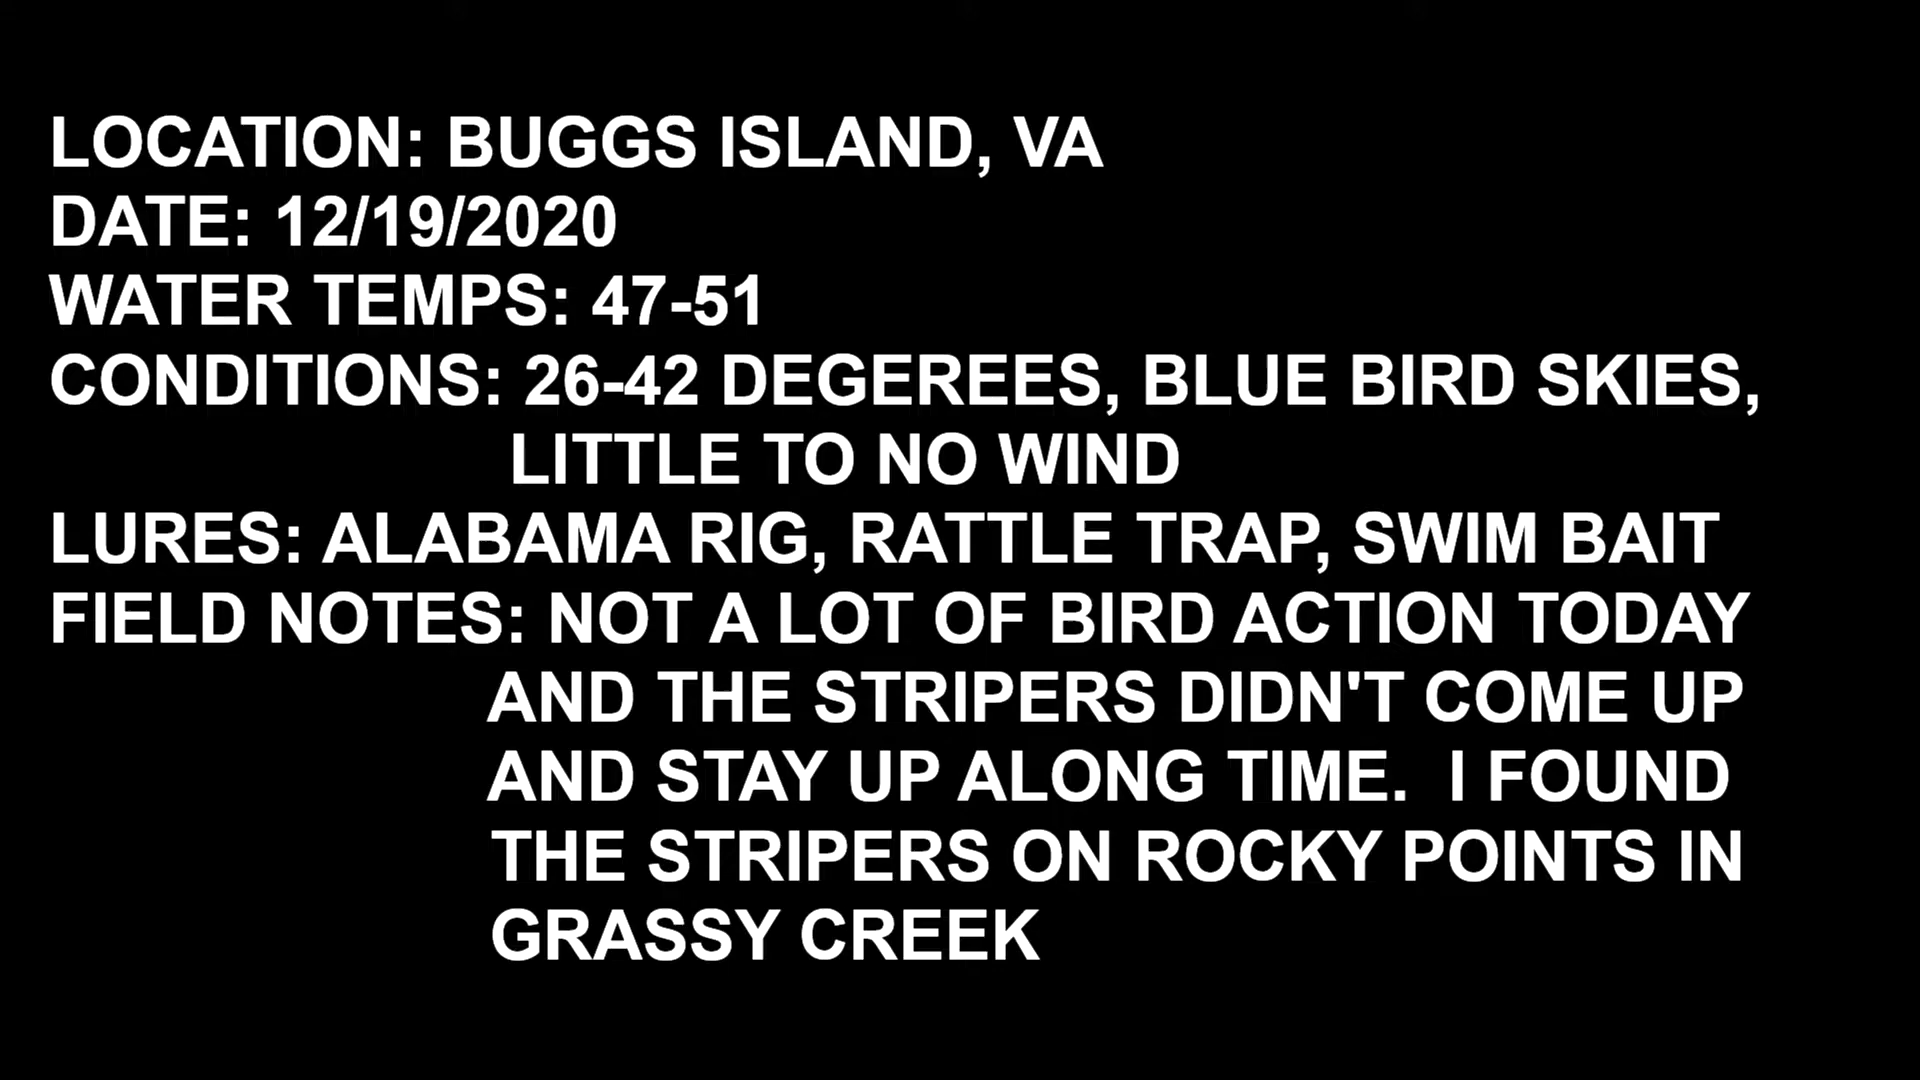 LOCATION: BUGGS ISLAND, VA
DATE: 12/19/2020
WATER TEMPS: 47-51
CONDITIONS: 26-42 DEGEREES, BLUE BIRD SKIES,
LITTLE TO NO WIND
LURES: ALABAMA RIG, RATTLE TRAP, SWIM BAIT
FIELD NOTES: NOT A LOT OF BIRD ACTION TODAY
AND THE STRIPERS DIDN'T COME UP
AND STAY UP ALONG TIME.  I FOUND
THE STRIPERS ON ROCKY POINTS IN
GRASSY CREEK